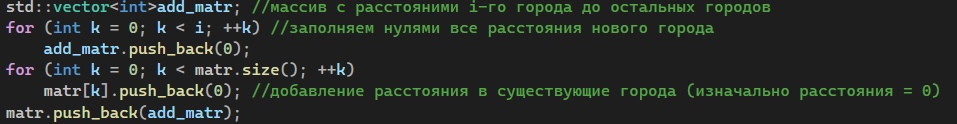 std::vector<int>add_matr; //массив с расстояними i-го города до остальных городов
for (int k = 0; k < i; ++k) //заполняем нулями все расстояния нового города
    add_matr.push_back(0);
for (int k = 0; k < matr.size(); ++k)
    matr[k].push_back(0); //добавление расстояния в существующие города (изначально расстояния = 0)
matr.push_back(add_matr);